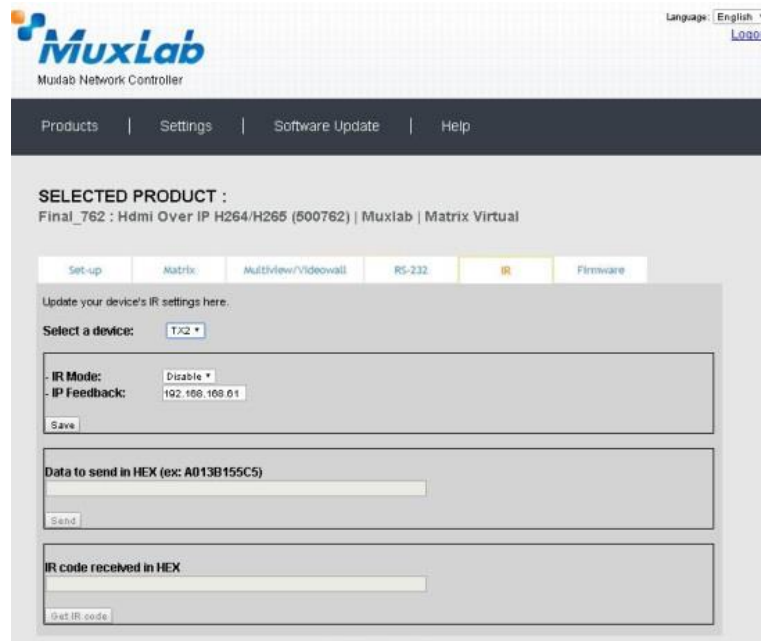 Language: English
Logo
MuxLab
Muxlab Network Controller
Products | Settings | Software Update | Help
SELECTED PRODUCT :
Final_762 : Hdmi Over IP H264/H265 (500762) | Muxlab | Matrix Virtual
Set-up Matrix Multiview/Videowall RS-232 IR Firmware
Update your device's IR settings here.
Select a device: TX2
- IR Mode: Disable
- IP Feedback: 192.168.168.61
Save
Data to send in HEX (ex: A013B155C5)
Send
IR code received in HEX
Get IR code